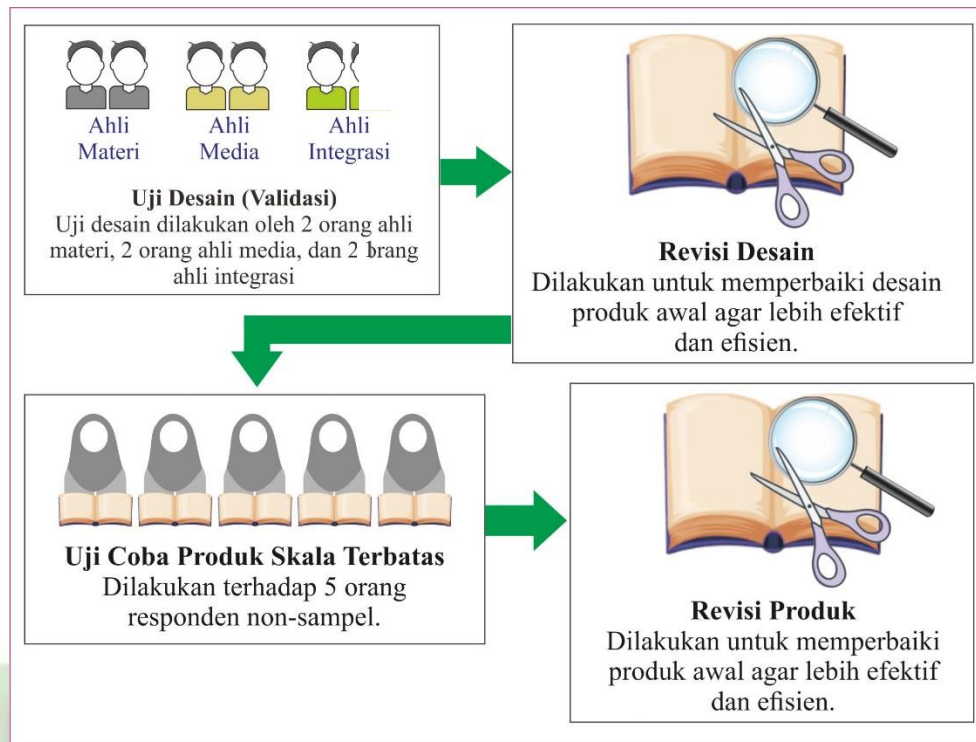 Ahli
Materi
Ahli
Media
Ahli
Integrasi
Uji Desain (Validasi)
Uji desain dilakukan oleh 2 orang ahli
materi, 2 orang ahli media, dan 2 1orang
ahli integrasi
Revisi Desain
Dilakukan untuk memperbaiki desain
produk awal agar lebih efektif
dan efisien.
Uji Coba Produk Skala Terbatas
Dilakukan terhadap 5 orang
responden non-sampel.
Revisi Produk
Dilakukan untuk memperbaiki
produk awal agar lebih efektif
dan efisien.